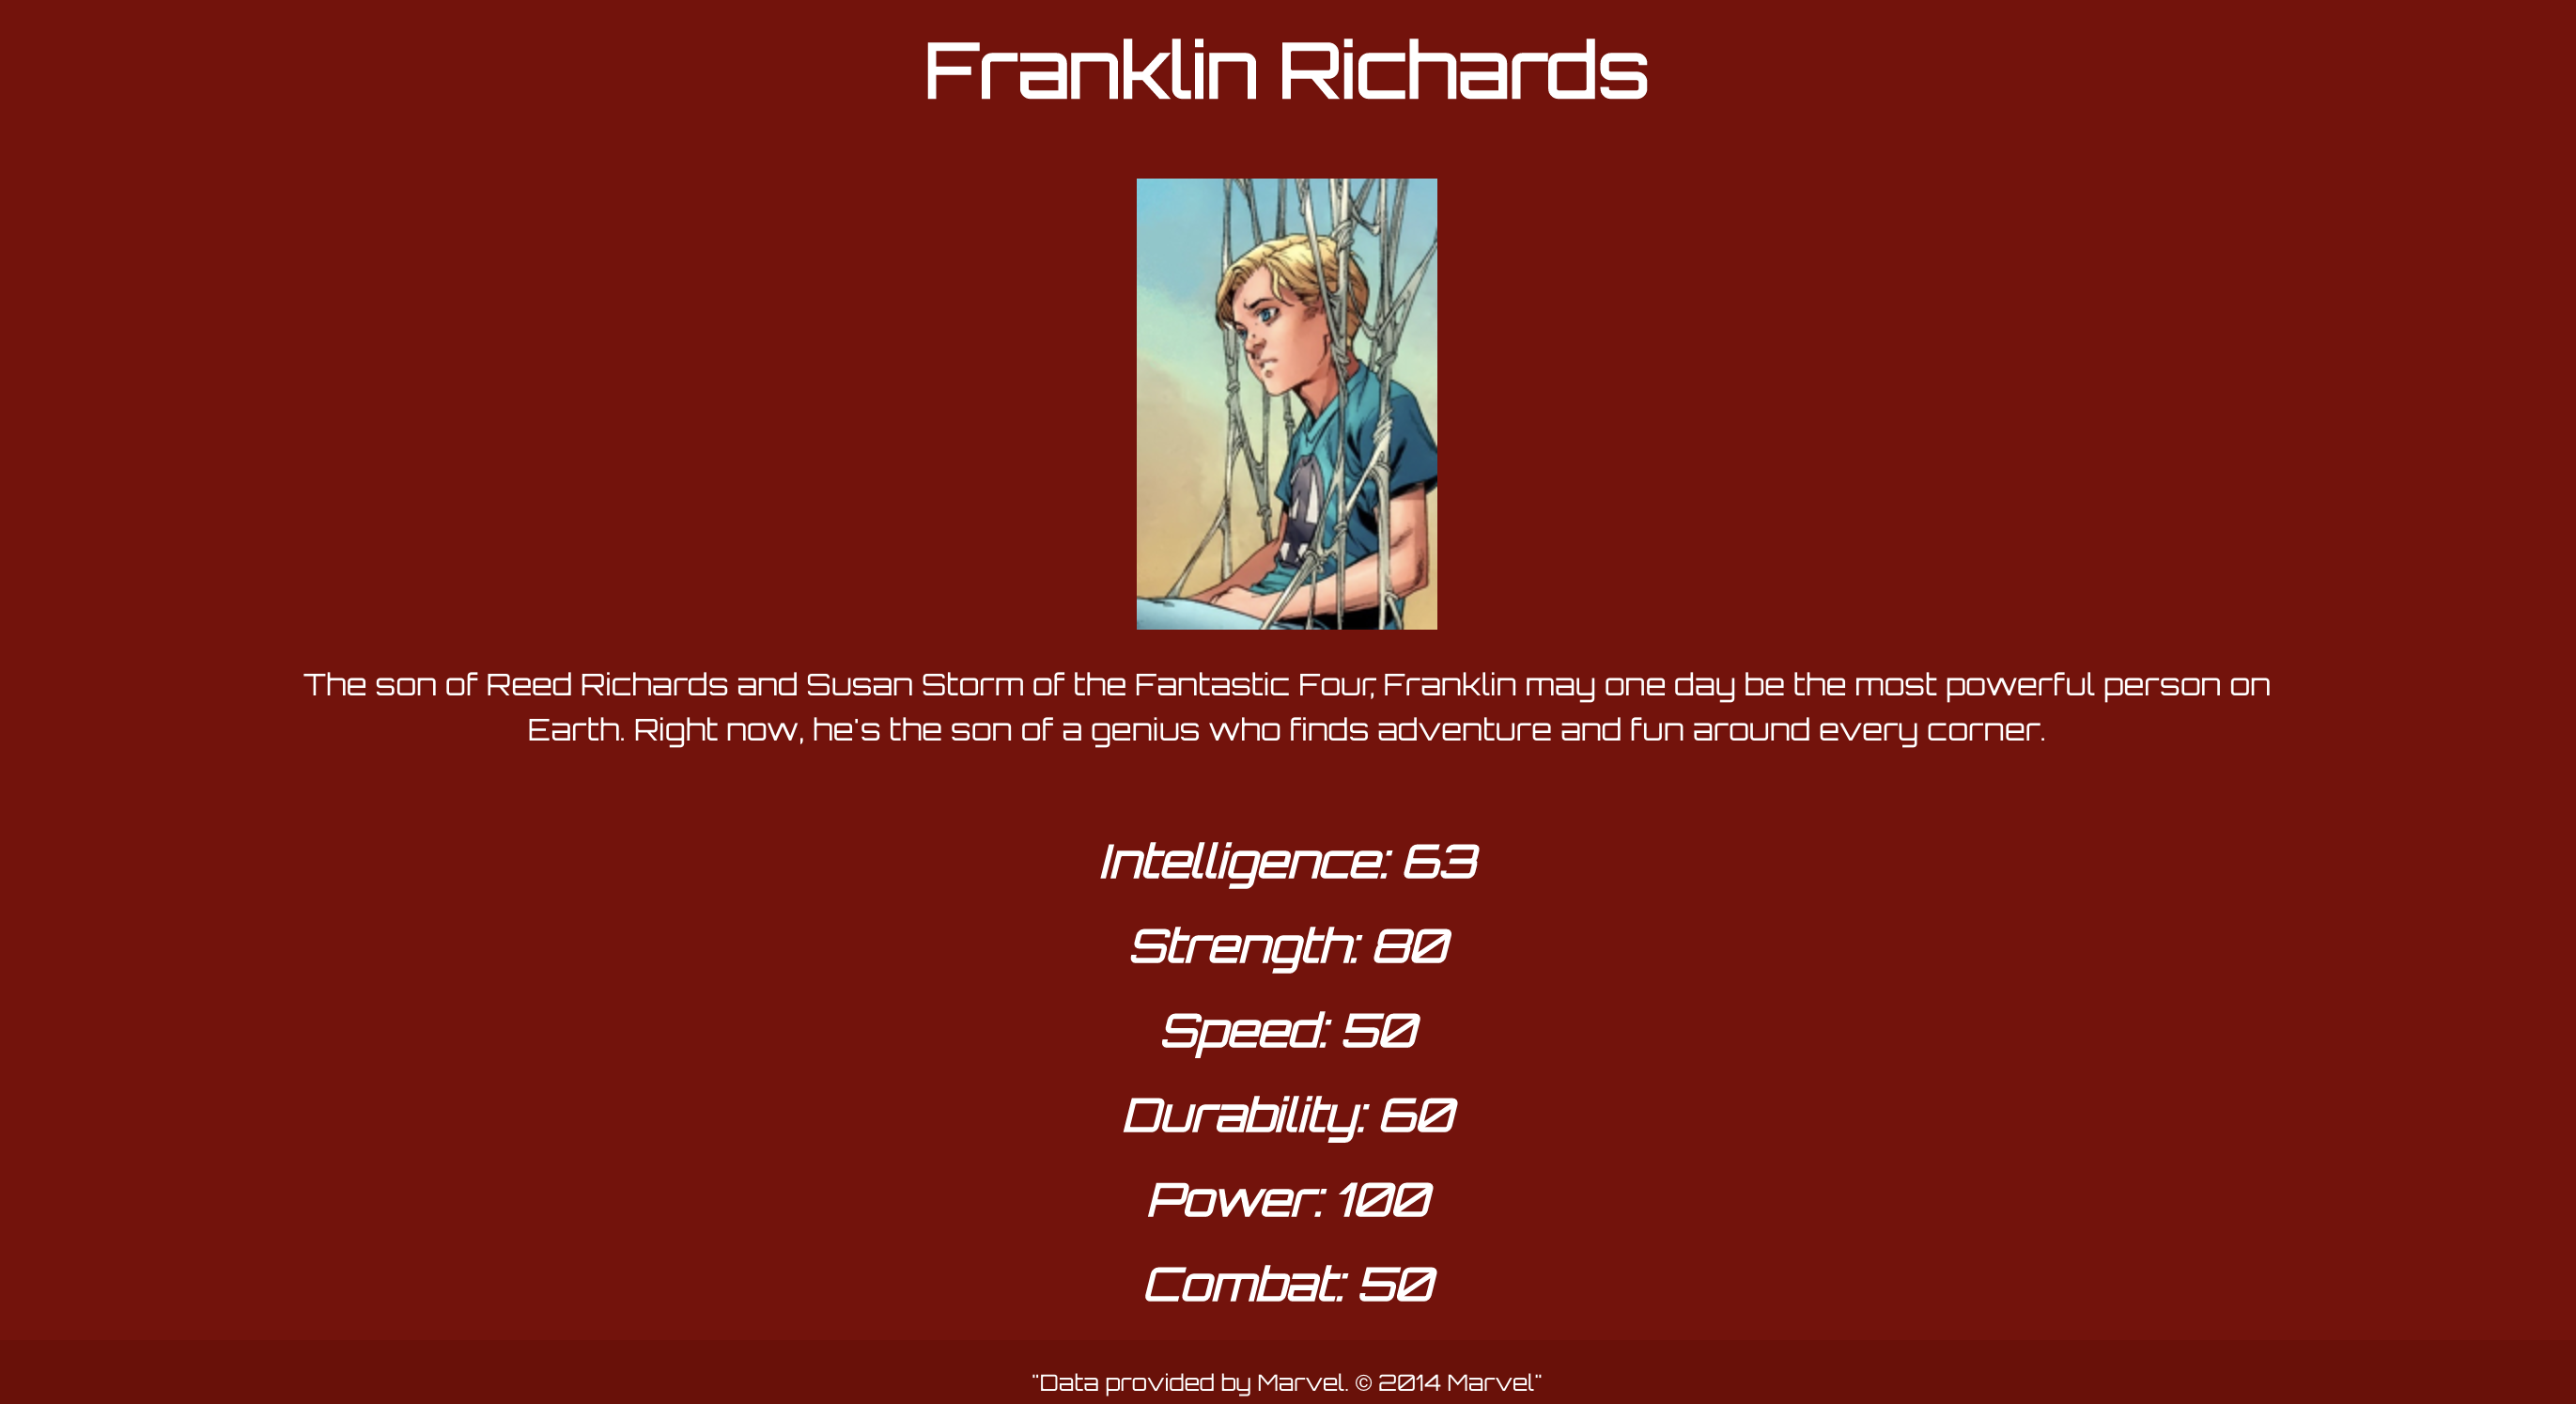 Franklin Richards
The son of Reed Richards and Susan Storm of the Fantastic Four, Franklin may one day be the most powerful person on
Earth. Right now, he's the son of a genius who finds adventure and fun around every corner.
Intelligence: 63
Strength: 80
Speed: 50
Durability: 60
Power: 100
Combat: 50
"Data provided by Marvel. © 2014 Marvel"